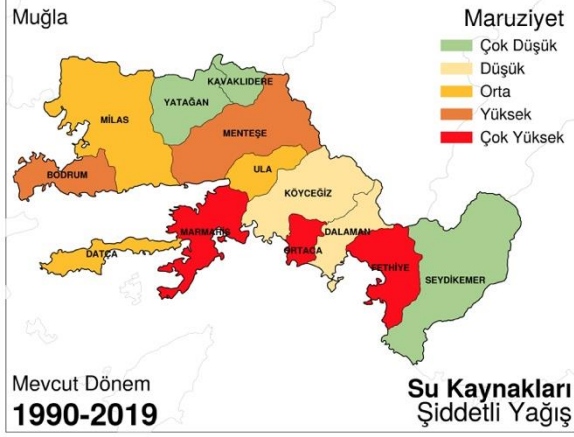 Muğla
Maruziyet
Çok Düşük
Düşük
Orta
Yüksek
Çok Yüksek
KAVAKLIDERE
YATAĞAN
MİLAS
MENTEŞE
BODRUM
ULA
KÖYCEĞİZ
MARMARİS
DALAMAN
DATÇA
ORTACA
FETHİYE
SEYDİKEMER
Mevcut Dönem
1990-2019
Su Kaynakları
Şiddetli Yağış